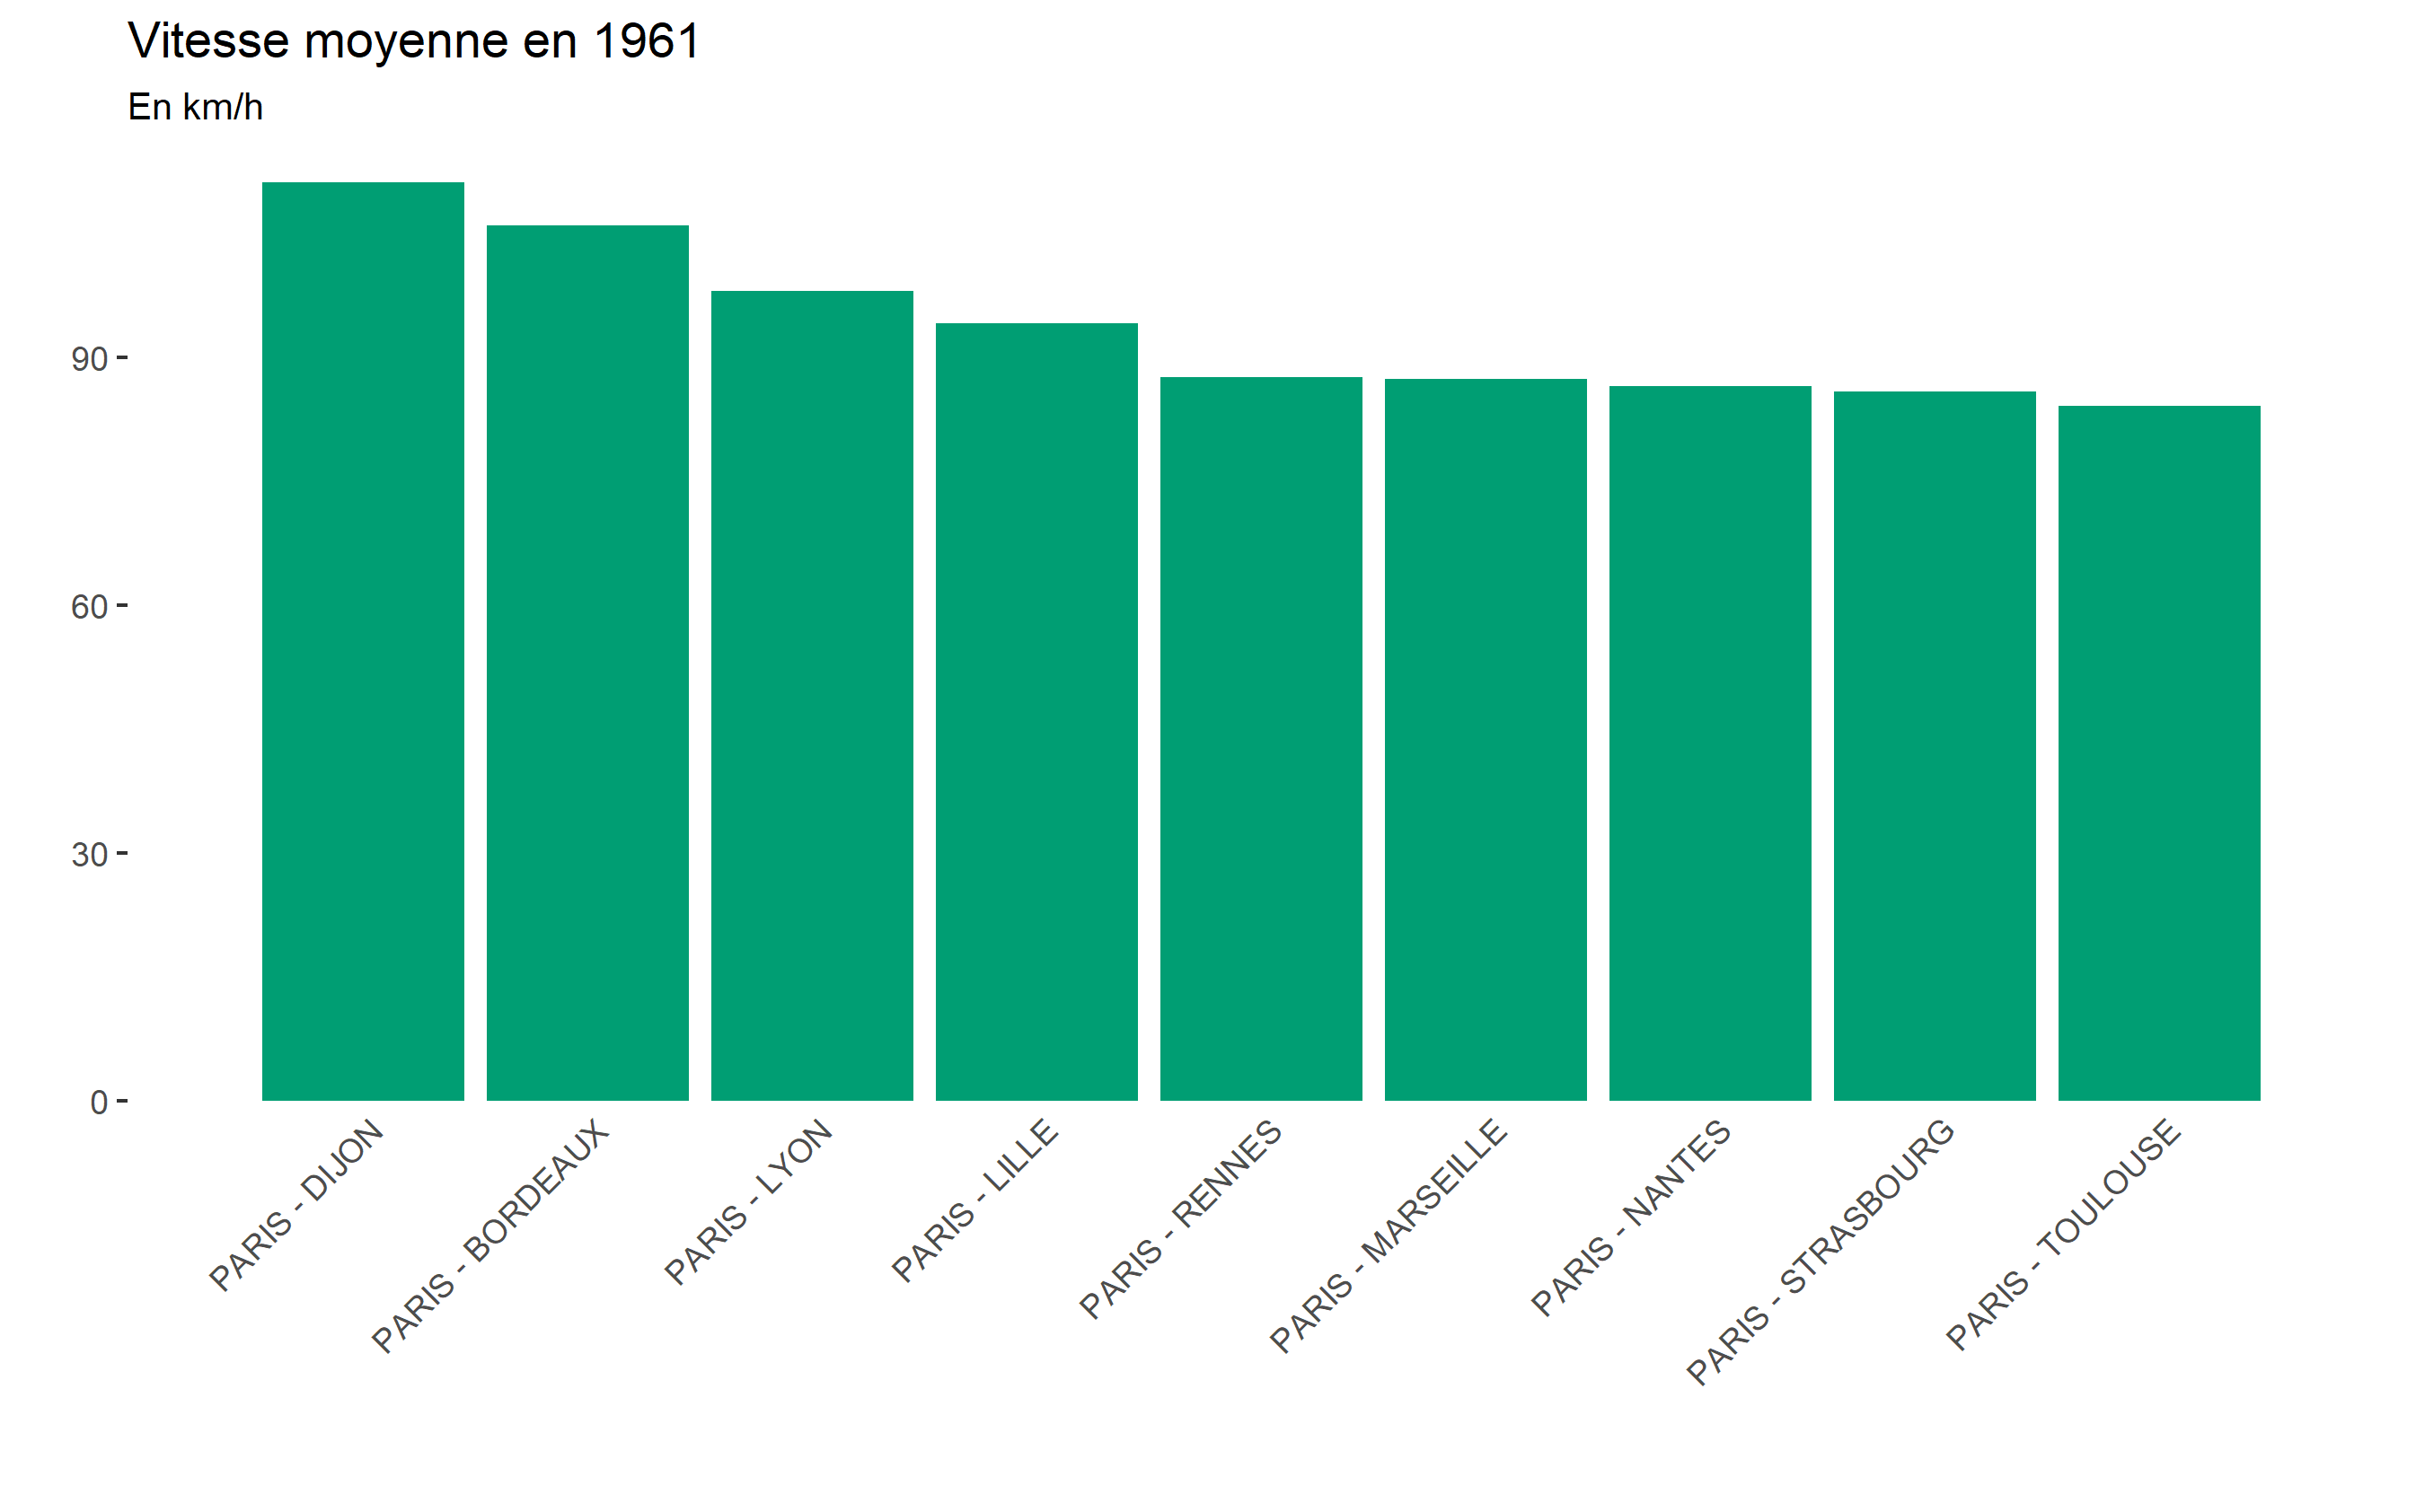 Vitesse moyenne en 1961
En km/h
90
60
30
0
PARIS - DIJON
PARIS - BORDEAUX
PARIS - LYON
PARIS - LILLE
PARIS - RENNES
PARIS - MARSEILLE
PARIS - NANTES
PARIS - STRASBOURG
PARIS - TOULOUSE